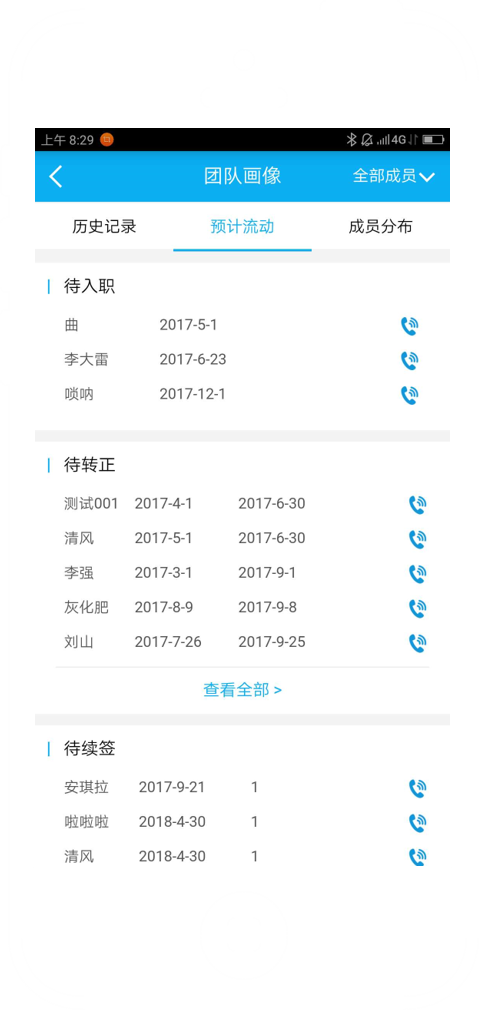 上午 8:29 4G
团队画像 全部成员
历史记录 预计流动 成员分布
待入职
曲 2017-5-1
李大雷 2017-6-23
唢呐 2017-12-1
待转正
测试001 2017-4-1 2017-6-30
清风 2017-5-1 2017-6-30
李强 2017-3-1 2017-9-1
灰化肥 2017-8-9 2017-9-8
刘山 2017-7-26 2017-9-25
查看全部 >
待续签
安琪拉 2017-9-21 1
啦啦啦 2018-4-30 1
清风 2018-4-30 1